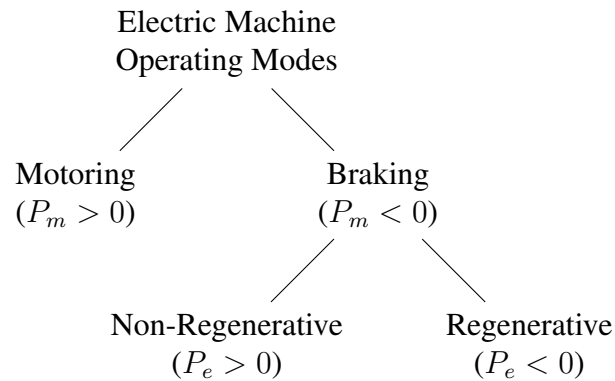 Electric Machine
Operating Modes
Motoring
(P_m > 0)
Braking
(P_m < 0)
Non-Regenerative
(P_e > 0)
Regenerative
(P_e < 0)